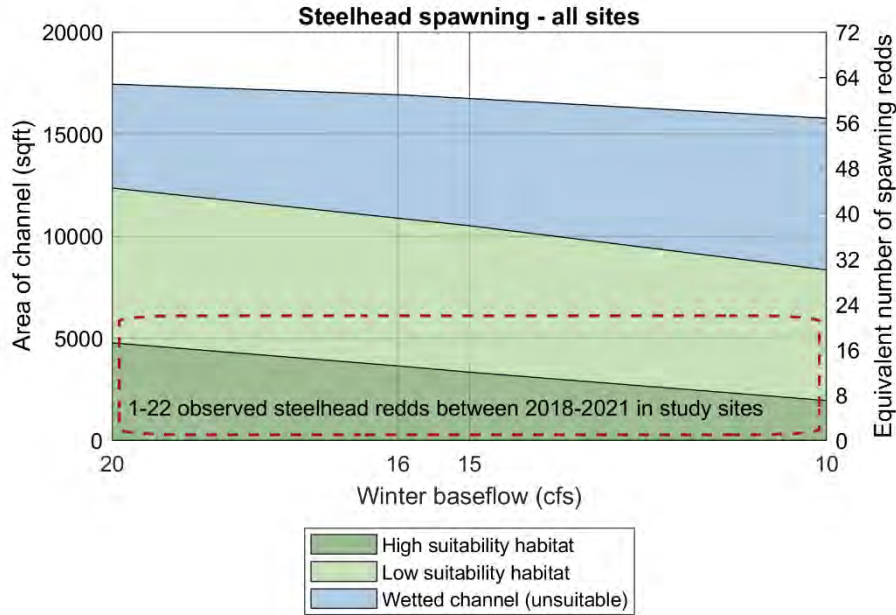 Steelhead spawning - all sites
20000
15000
10000
5000
0
Area of channel (sqft)
72
64
56
48
40
32
24
16
8
0
Equivalent number of spawning redds
1-22 observed steelhead redds between 2018-2021 in study sites
20
16
15
10
Winter baseflow (cfs)
High suitability habitat
Low suitability habitat
Wetted channel (unsuitable)